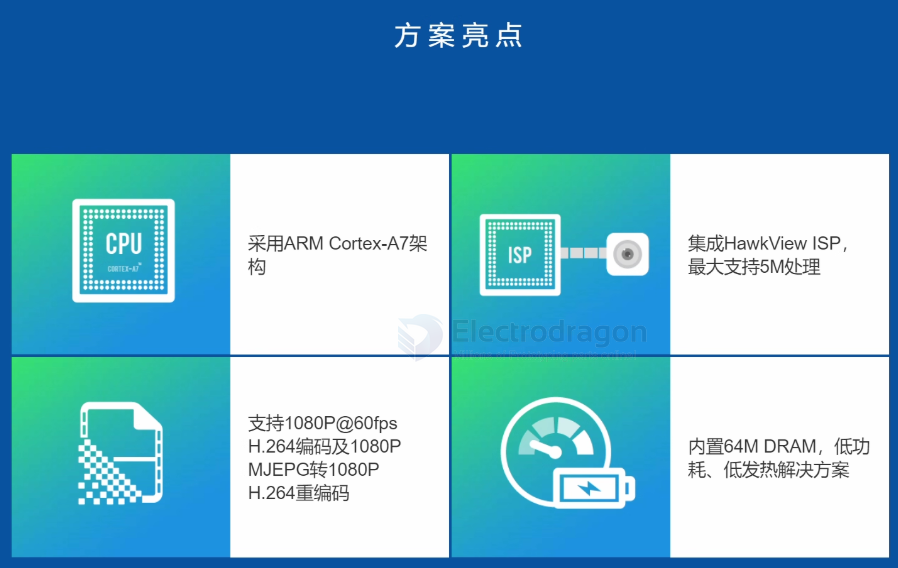 方案亮点
CPU
CORTEX-A7
采用ARM Cortex-A7架
构
ISP
集成HawkView ISP，
最大支持5M处理
Electrodragon
支持1080P@60fps
H.264编码及1080P
MJEPG转1080P
H.264重编码
内置64M DRAM，低功
耗、低发热解决方案